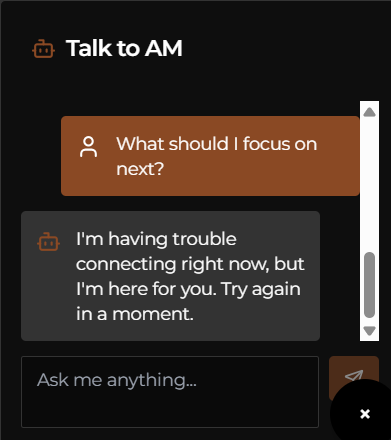 Talk to AM
What should I focus on
next?
I'm having trouble
connecting right now, but
I'm here for you. Try again
in a moment.
Ask me anything...